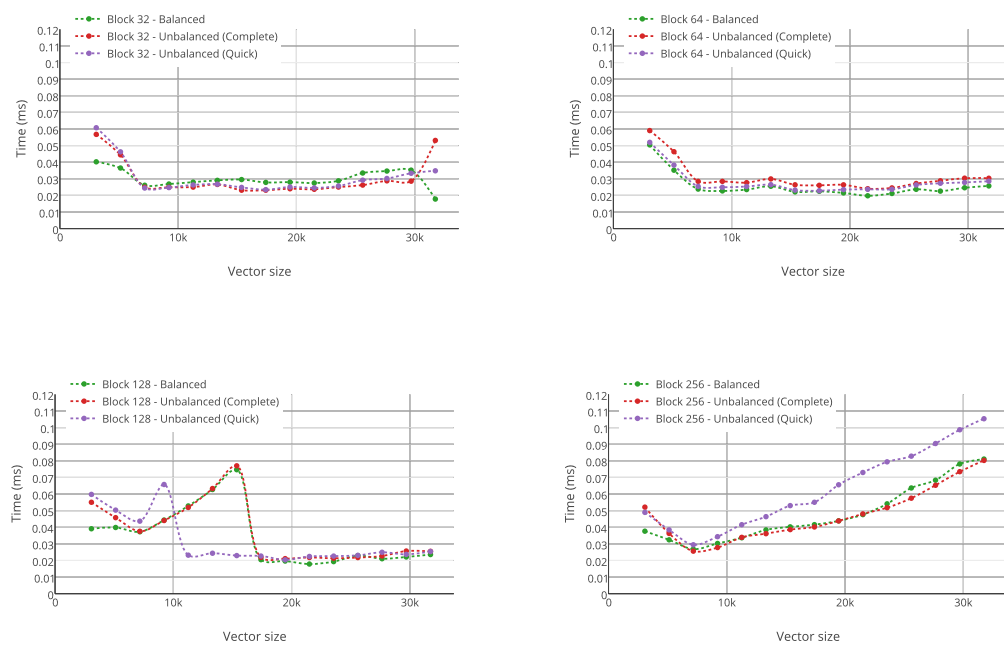 Block 32 - Balanced
Block 32 - Unbalanced (Complete)
Block 32 - Unbalanced (Quick)
0.12
0.11
0.1
0.09
0.08
0.07
0.06
0.05
0.04
0.03
0.02
0.01
0
0 10k 20k 30k
Time (ms)
Vector size
Block 64 - Balanced
Block 64 - Unbalanced (Complete)
Block 64 - Unbalanced (Quick)
0.12
0.11
0.1
0.09
0.08
0.07
0.06
0.05
0.04
0.03
0.02
0.01
0
0 10k 20k 30k
Time (ms)
Vector size
Block 128 - Balanced
Block 128 - Unbalanced (Complete)
Block 128 - Unbalanced (Quick)
0.12
0.11
0.1
0.09
0.08
0.07
0.06
0.05
0.04
0.03
0.02
0.01
0
0 10k 20k 30k
Time (ms)
Vector size
Block 256 - Balanced
Block 256 - Unbalanced (Complete)
Block 256 - Unbalanced (Quick)
0.12
0.11
0.1
0.09
0.08
0.07
0.06
0.05
0.04
0.03
0.02
0.01
0
0 10k 20k 30k
Time (ms)
Vector size